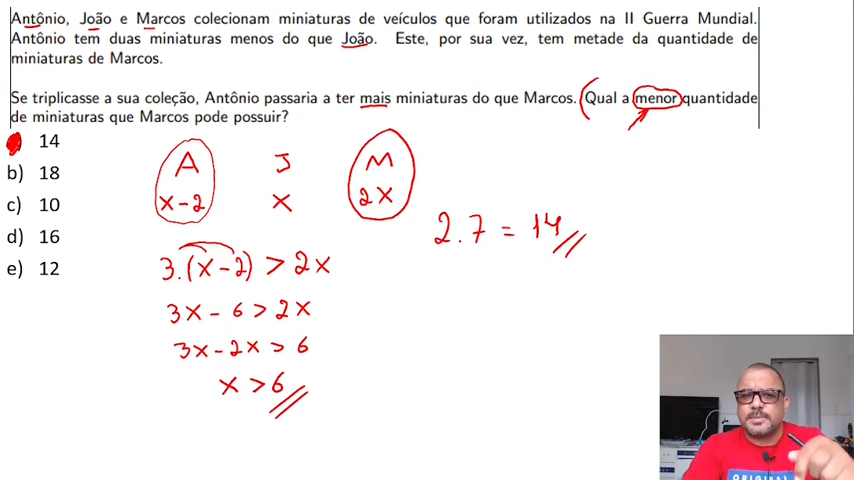 Antônio, João e Marcos colecionam miniaturas de veículos que foram utilizados na II Guerra Mundial.
Antônio tem duas miniaturas menos do que João. Este, por sua vez, tem metade da quantidade de
miniaturas de Marcos.
Se triplicasse a sua coleção, Antônio passaria a ter mais miniaturas do que Marcos. Qual a menor quantidade
de miniaturas que Marcos pode possuir?
14
b) 18
c) 10
d) 16
e) 12
A J M
x-2 x 2x
2.7 = 14
3.(x-2) > 2x
3x - 6 > 2x
3x - 2x > 6
x > 6
ORIGINAL